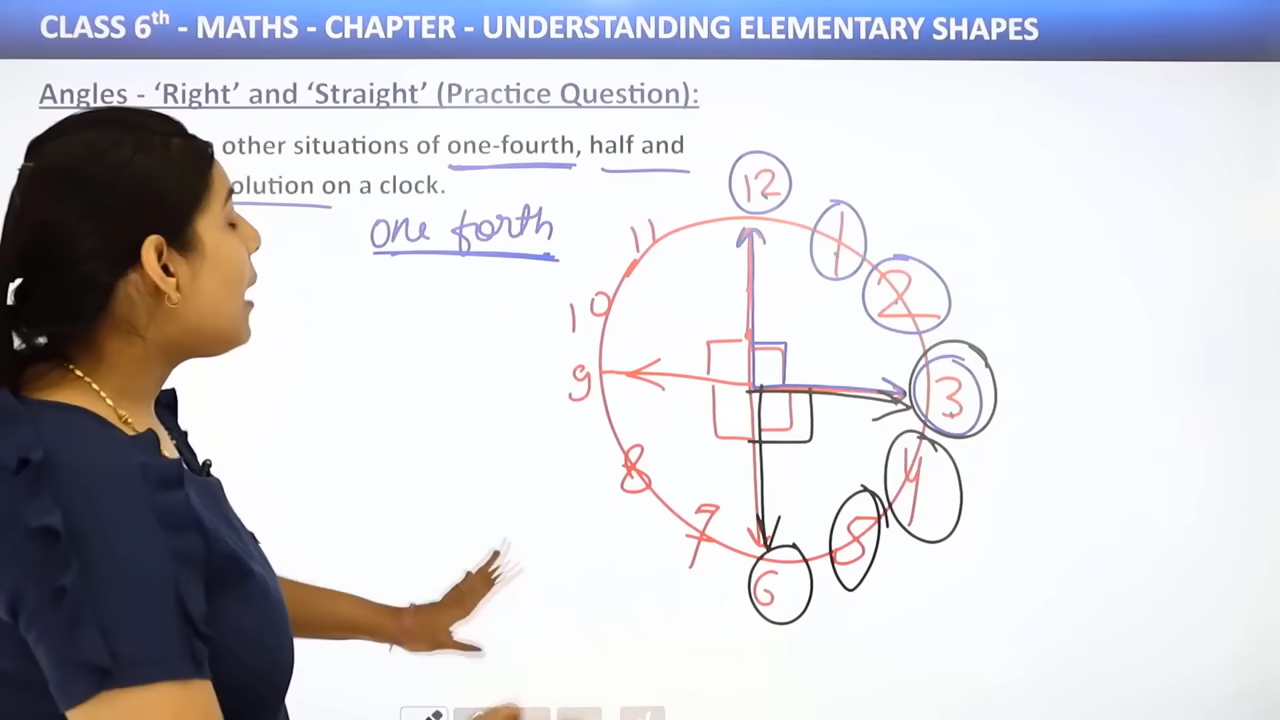 CLASS 6th - MATHS - CHAPTER - UNDERSTANDING ELEMENTARY SHAPES
Angles - ‘Right’ and ‘Straight’ (Practice Question):
other situations of one-fourth, half and
olution on a clock.
one forth
12
11
1
10
2
9
3
8
4
7
5
6